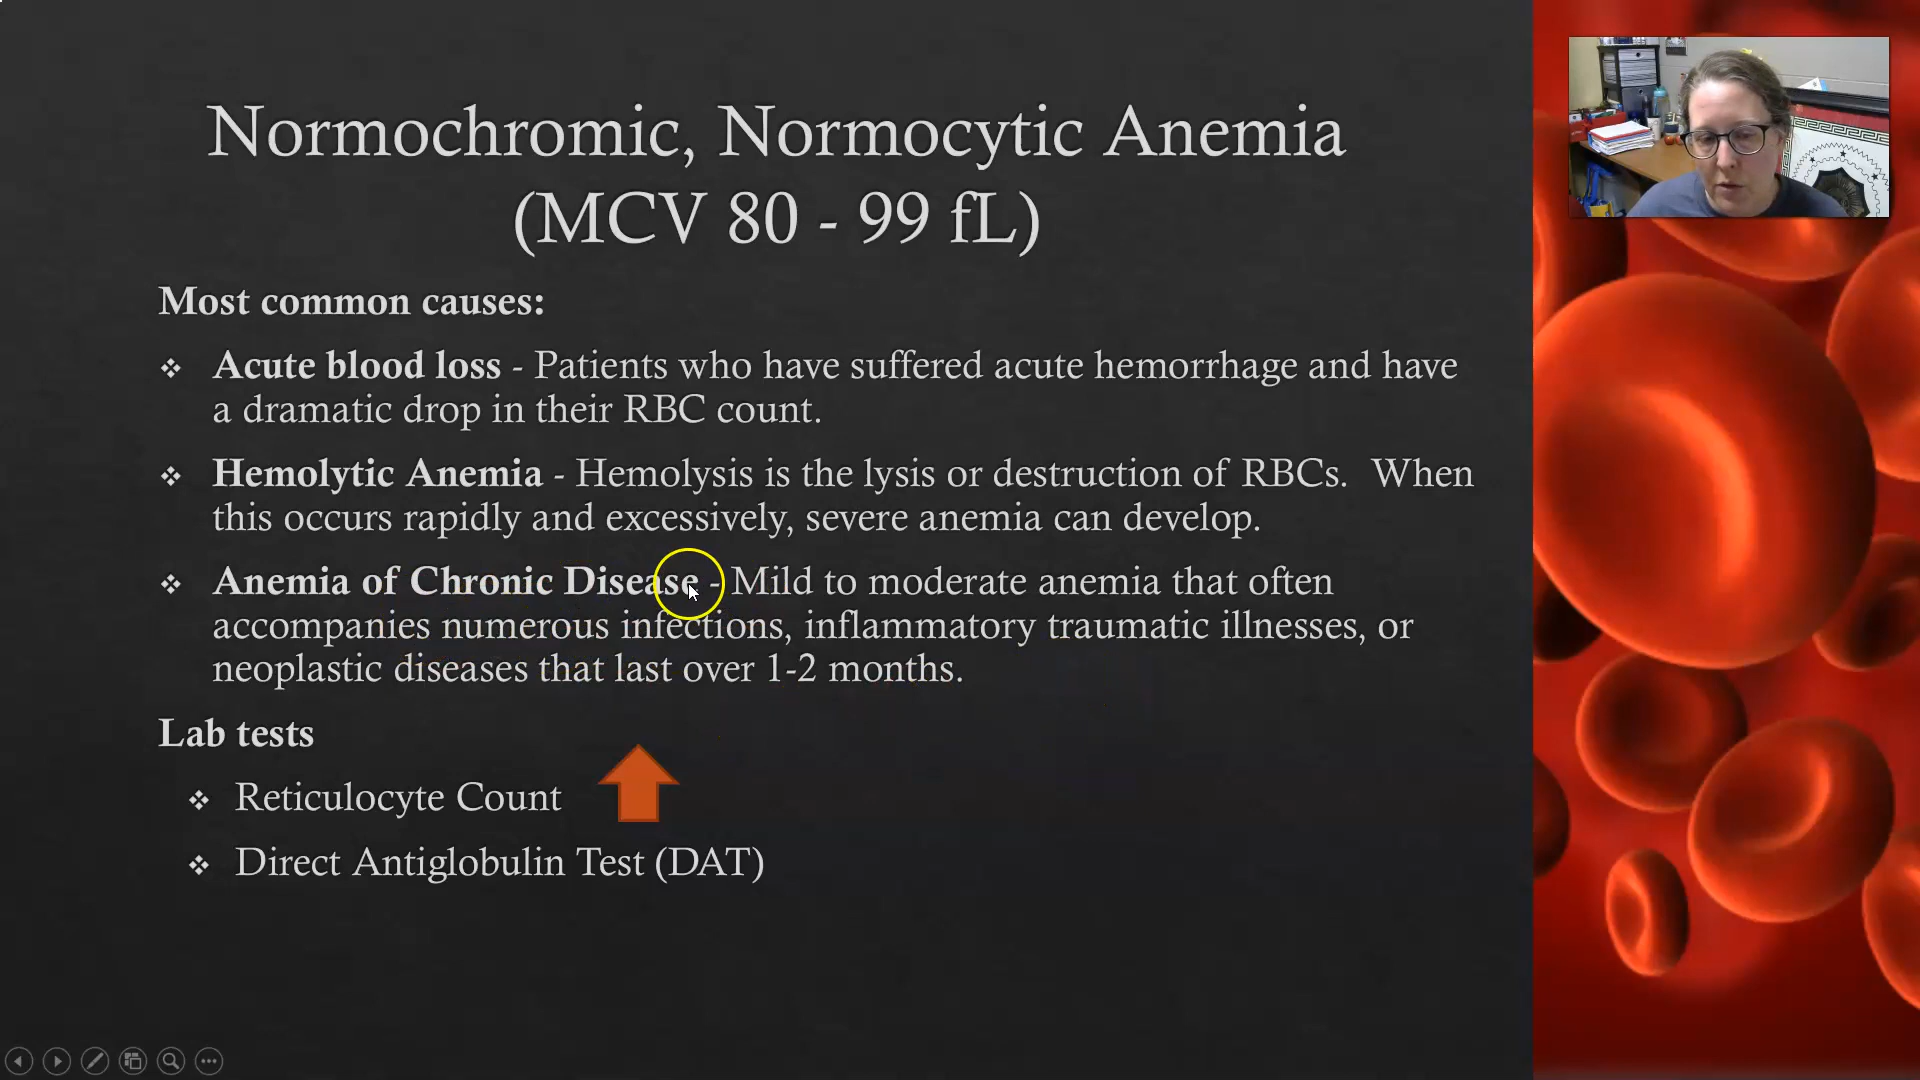 Normochromic, Normocytic Anemia
(MCV 80 - 99 fL)
Most common causes:
Acute blood loss - Patients who have suffered acute hemorrhage and have
a dramatic drop in their RBC count.
Hemolytic Anemia - Hemolysis is the lysis or destruction of RBCs. When
this occurs rapidly and excessively, severe anemia can develop.
Anemia of Chronic Disease - Mild to moderate anemia that often
accompanies numerous infections, inflammatory traumatic illnesses, or
neoplastic diseases that last over 1-2 months.
Lab tests
Reticulocyte Count
Direct Antiglobulin Test (DAT)